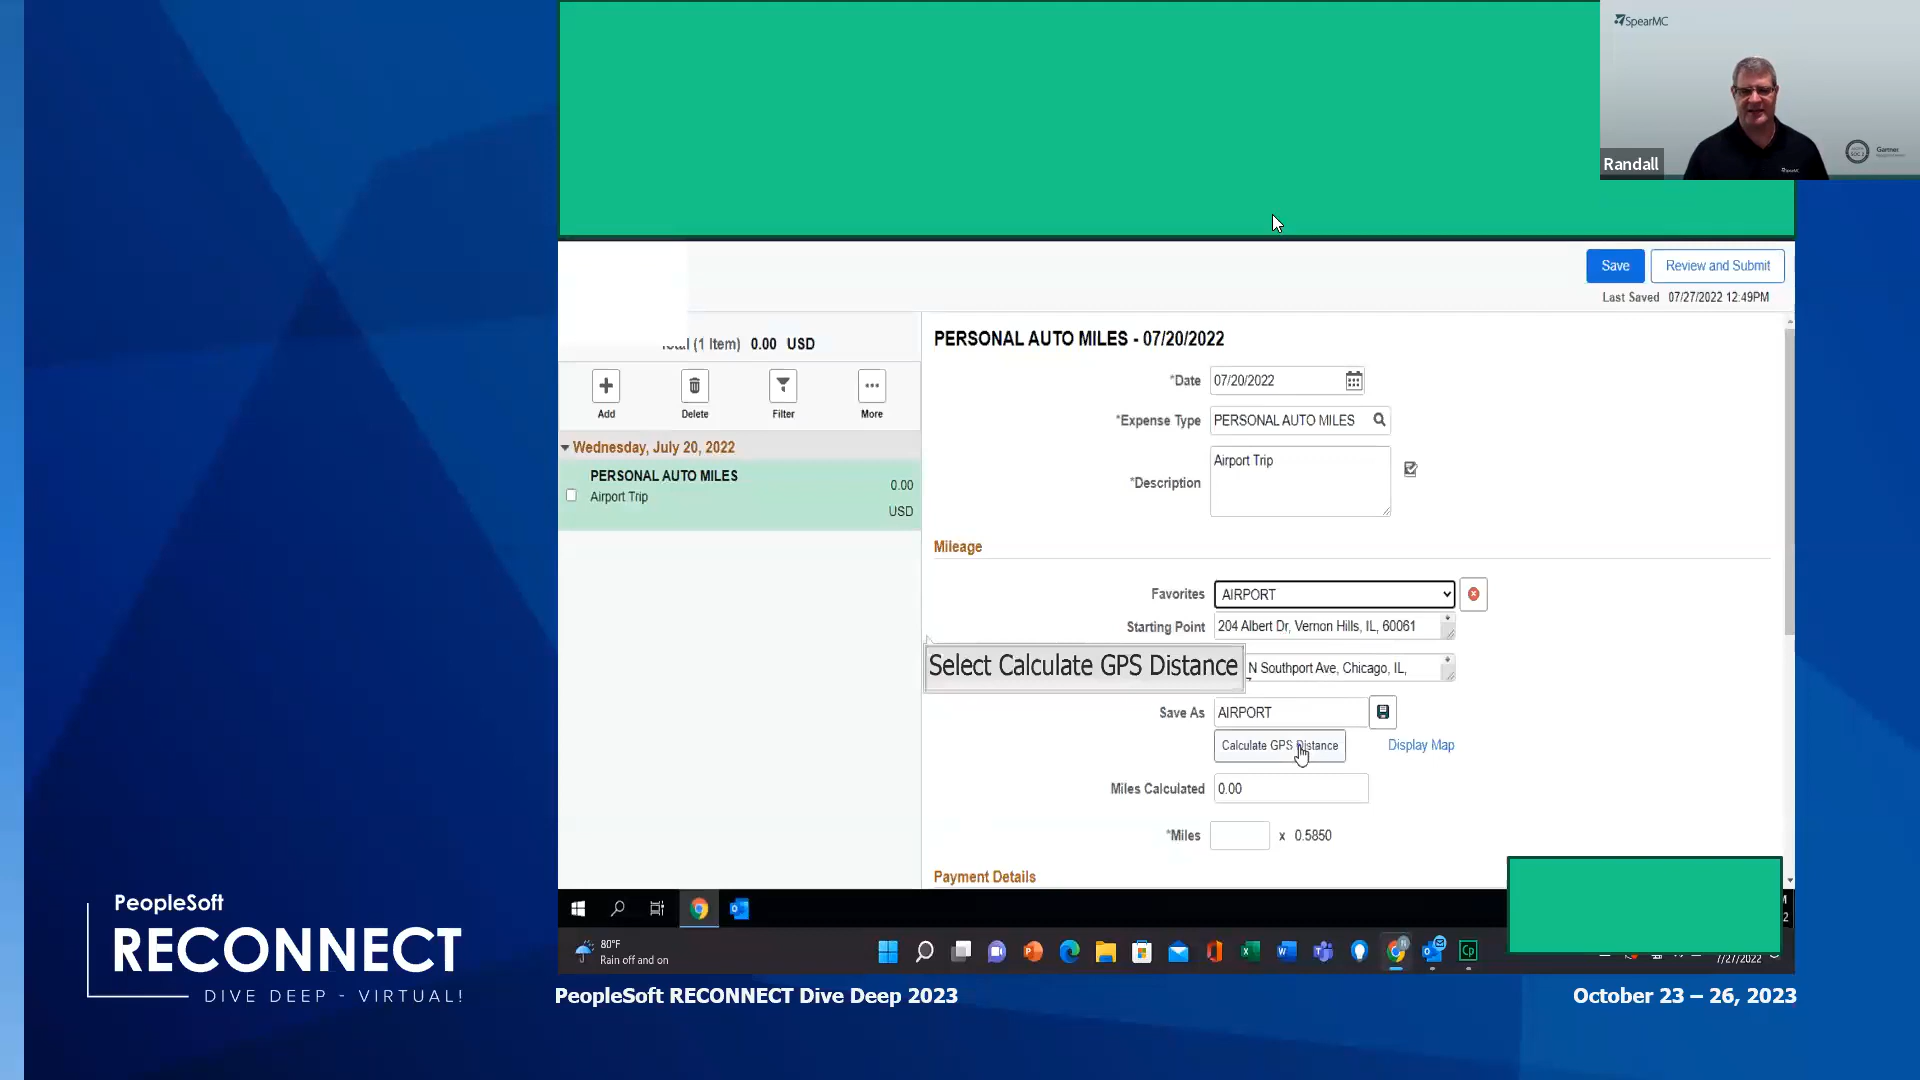 SpearMC
Gartner
Randall
Save
Review and Submit
Last Saved 07/27/2022 12:49PM
(1 Item) 0.00 USD
Add
Delete
Filter
More
Wednesday, July 20, 2022
PERSONAL AUTO MILES
Airport Trip
0.00
USD
PERSONAL AUTO MILES - 07/20/2022
*Date 07/20/2022
*Expense Type PERSONAL AUTO MILES
*Description Airport Trip
Mileage
Favorites AIRPORT
Starting Point 204 Albert Dr, Vernon Hills, IL, 60061
Select Calculate GPS Distance
N Southport Ave, Chicago, IL,
Save As AIRPORT
Calculate GPS Distance Display Map
Miles Calculated 0.00
*Miles x 0.5850
Payment Details
80°F
Rain off and on
7/27/2022
PeopleSoft
RECONNECT
DIVE DEEP - VIRTUAL!
PeopleSoft RECONNECT Dive Deep 2023
October 23 – 26, 2023